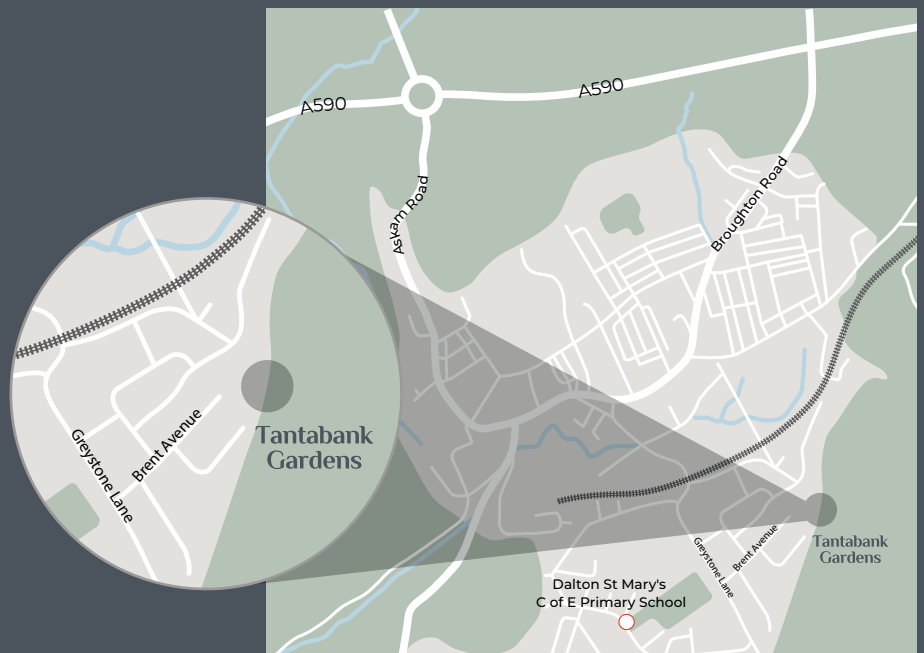 A590
A590
Askam Road
Broughton Road
Greystone Lane
Brent Avenue
Tantabank
Gardens
Tantabank
Gardens
Greystone Lane
Brent Avenue
Dalton St Mary's
C of E Primary School